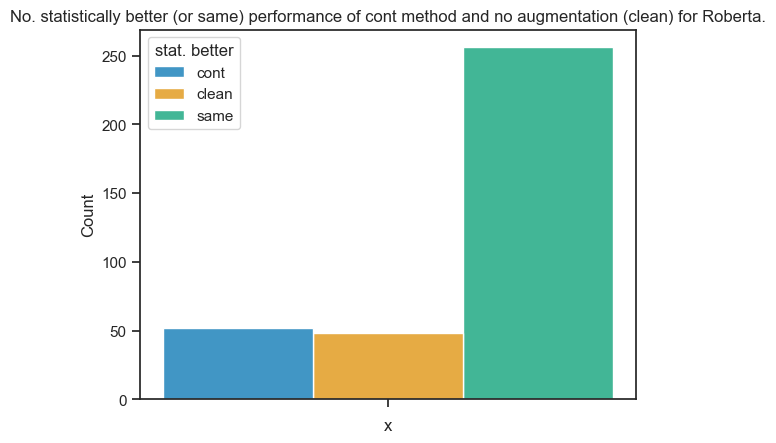 No. statistically better (or same) performance of cont method and no augmentation (clean) for Roberta.
stat. better
cont
clean
same
250
200
150
100
50
0
Count
x